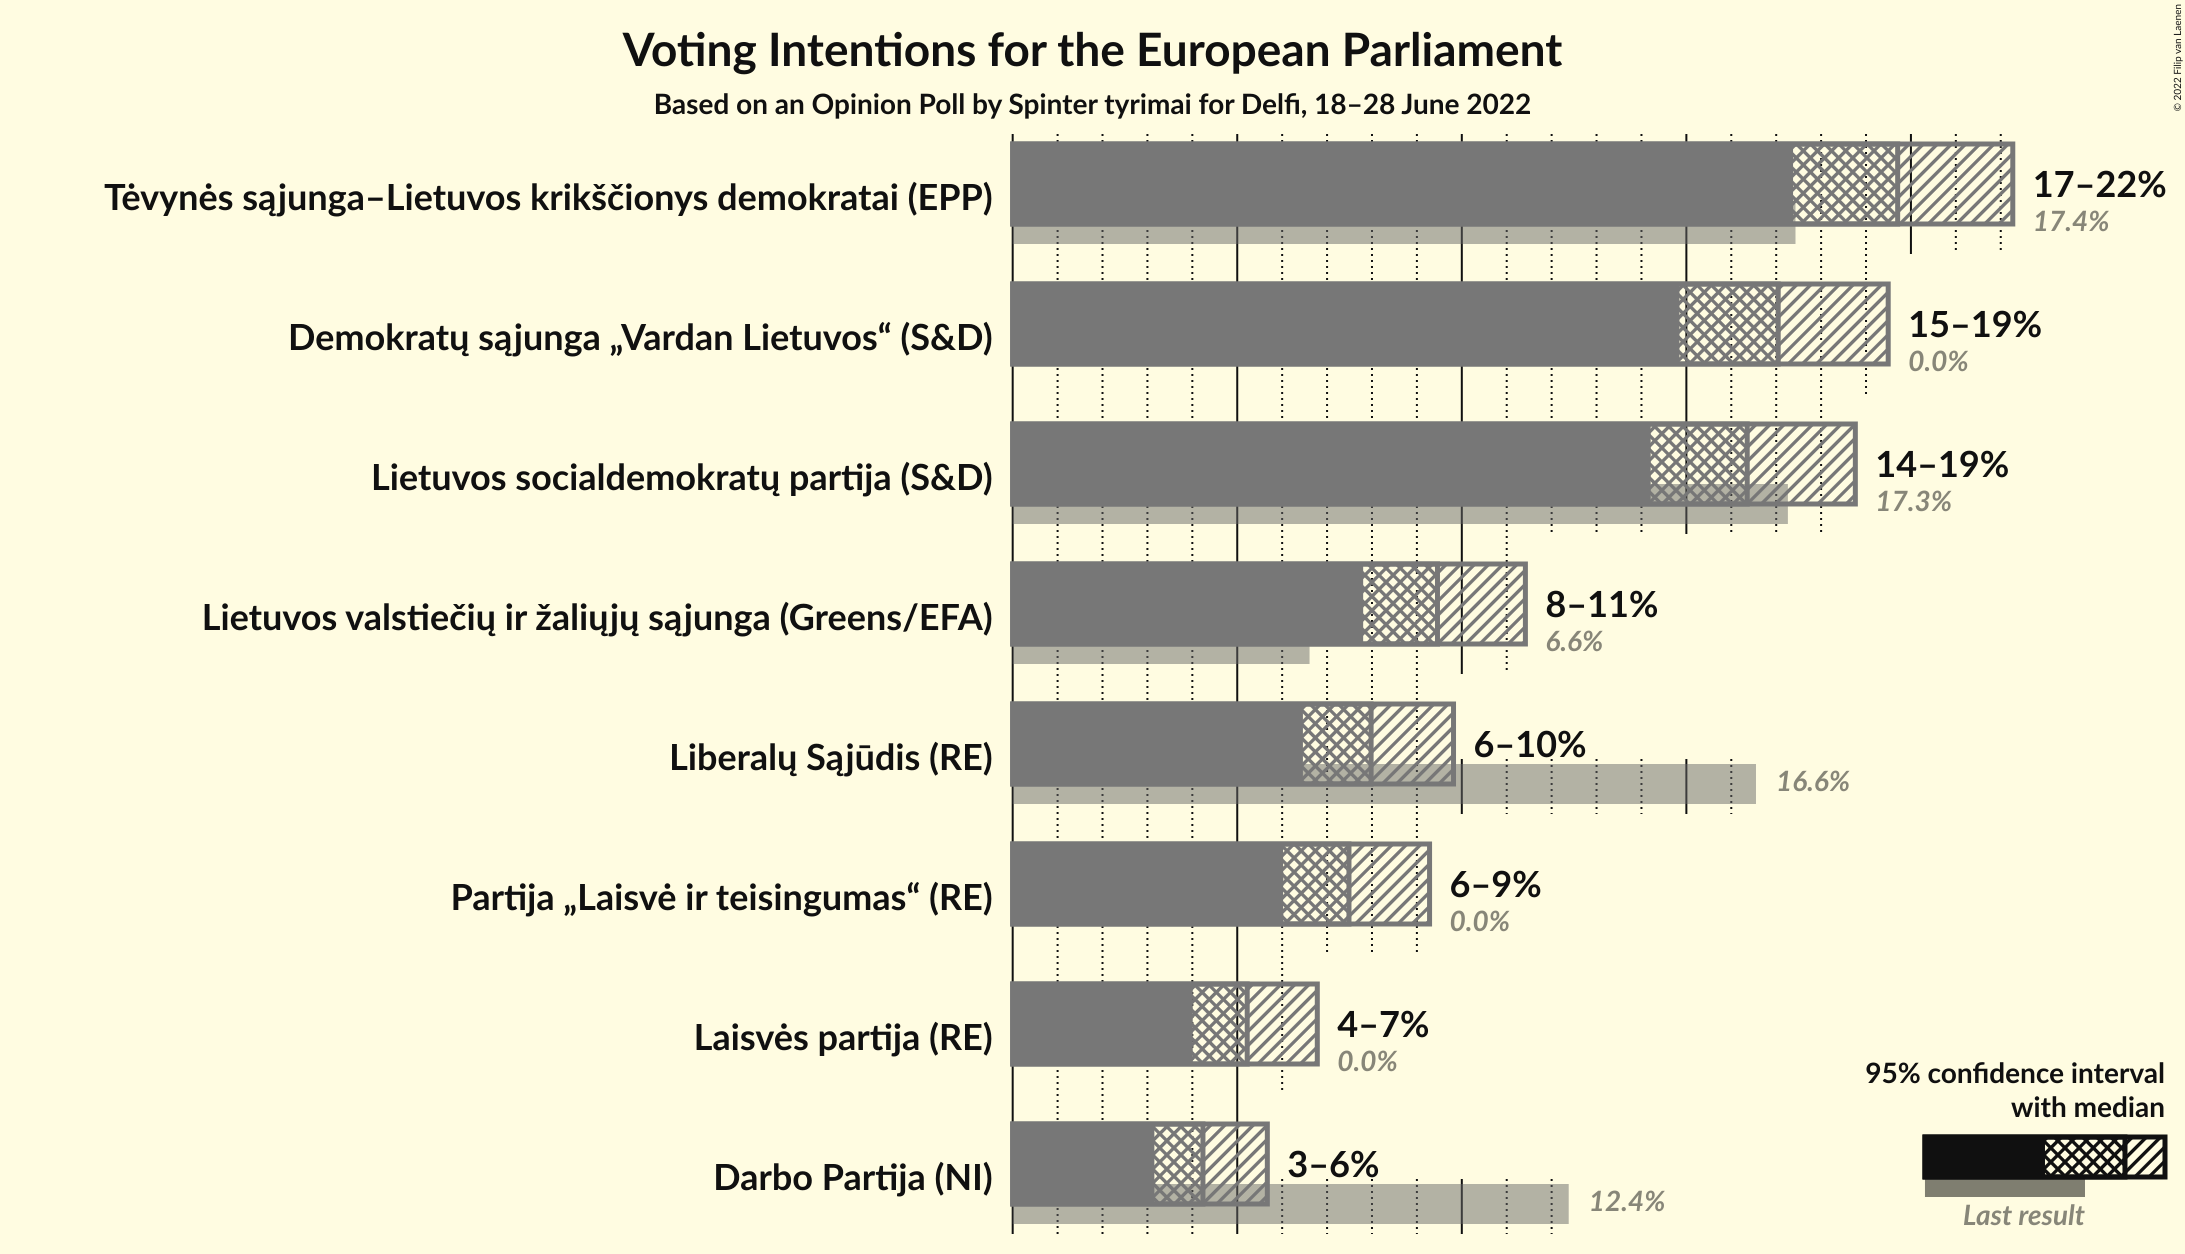 Voting Intentions for the European Parliament
Based on an Opinion Poll by Spinter tyrimai for Delfi, 18–28 June 2022
© 2022 Filip van Laenen
Tėvynės sąjunga–Lietuvos krikščionys demokratai (EPP)
17–22%
17.4%
Demokratų sąjunga „Vardan Lietuvos“ (S&D)
15–19%
0.0%
Lietuvos socialdemokratų partija (S&D)
14–19%
17.3%
Lietuvos valstiečių ir žaliųjų sąjunga (Greens/EFA)
8–11%
6.6%
Liberalų Sąjūdis (RE)
6–10%
16.6%
Partija „Laisvė ir teisingumas“ (RE)
6–9%
0.0%
Laisvės partija (RE)
4–7%
0.0%
Darbo Partija (NI)
3–6%
12.4%
95% confidence interval
with median
Last result